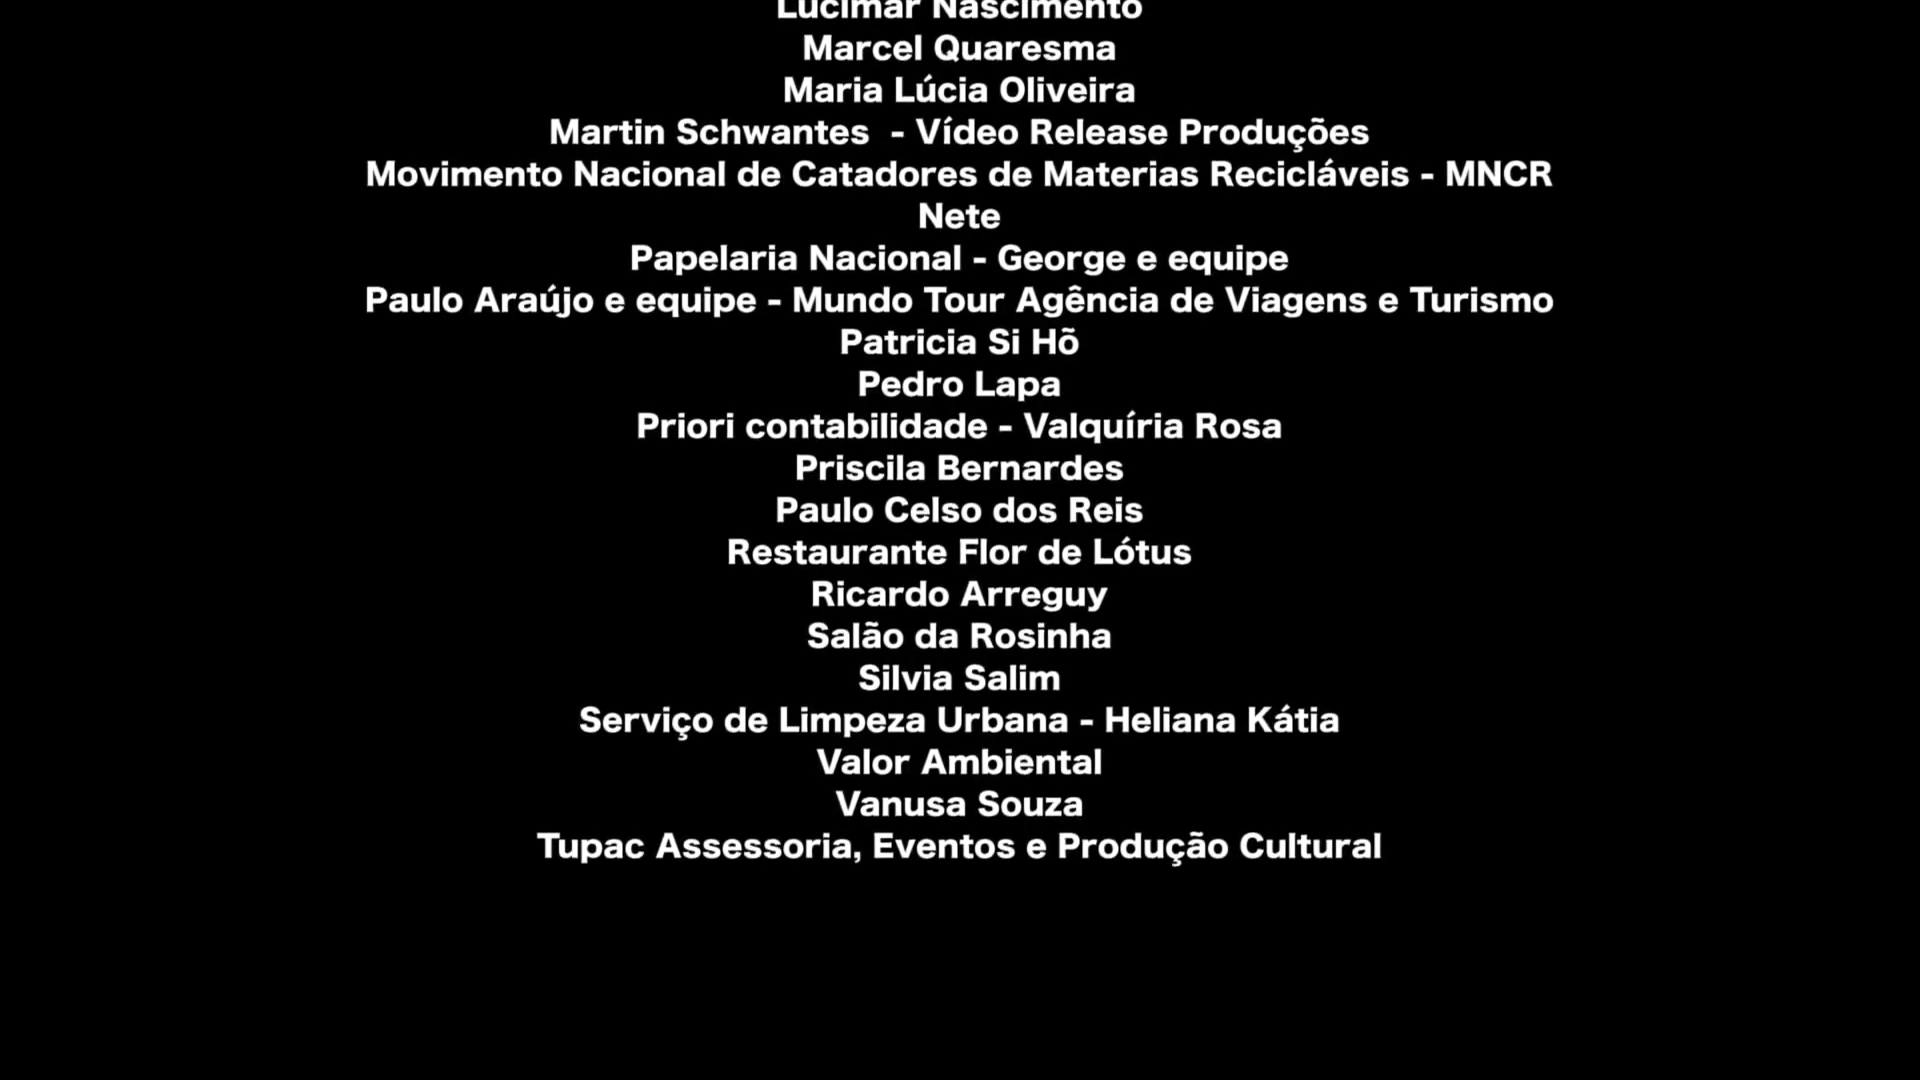 Lucimar Nascimento
Marcel Quaresma
Maria Lúcia Oliveira
Martin Schwantes  - Vídeo Release Produções
Movimento Nacional de Catadores de Materias Recicláveis - MNCR
Nete
Papelaria Nacional - George e equipe
Paulo Araújo e equipe - Mundo Tour Agência de Viagens e Turismo
Patricia Si Hõ
Pedro Lapa
Priori contabilidade - Valquíria Rosa
Priscila Bernardes
Paulo Celso dos Reis
Restaurante Flor de Lótus
Ricardo Arreguy
Salão da Rosinha
Silvia Salim
Serviço de Limpeza Urbana - Heliana Kátia
Valor Ambiental
Vanusa Souza
Tupac Assessoria, Eventos e Produção Cultural